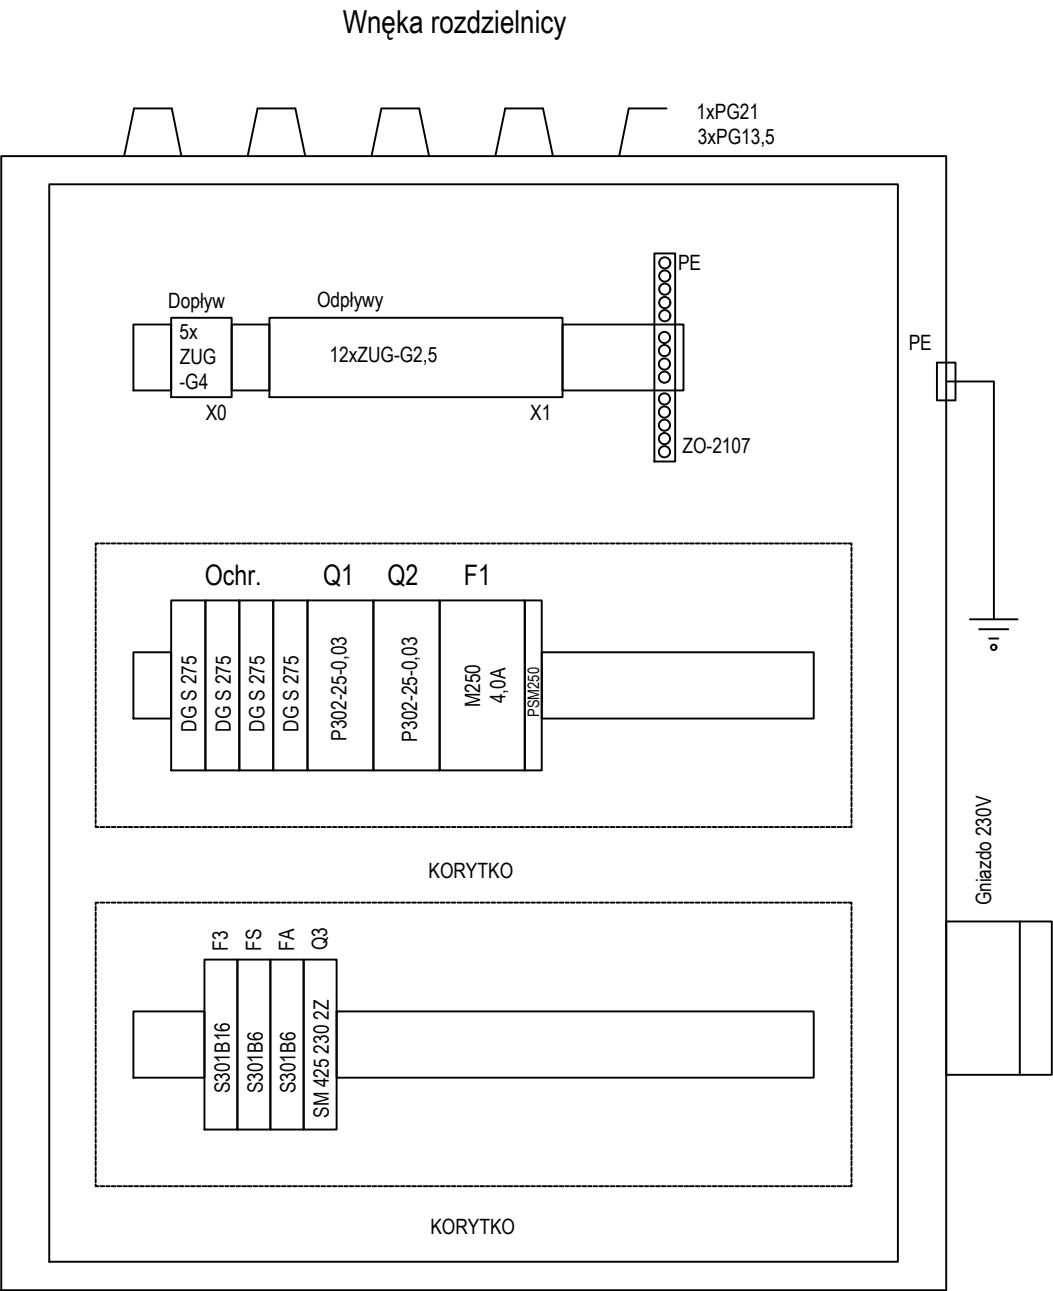 Wnęka rozdzielnicy
1xPG21
3xPG13,5
PE
Dopływ
Odpływy
5x
ZUG
-G4
12xZUG-G2,5
PE
X0
X1
ZO-2107
Ochr.
Q1
Q2
F1
DG S 275
DG S 275
DG S 275
DG S 275
P302-25-0,03
P302-25-0,03
M250
4,0A
PSM250
Gniazdo 230V
KORYTKO
F3
FS
FA
Q3
S301B16
S301B6
S301B6
SM 425 230 2Z
KORYTKO